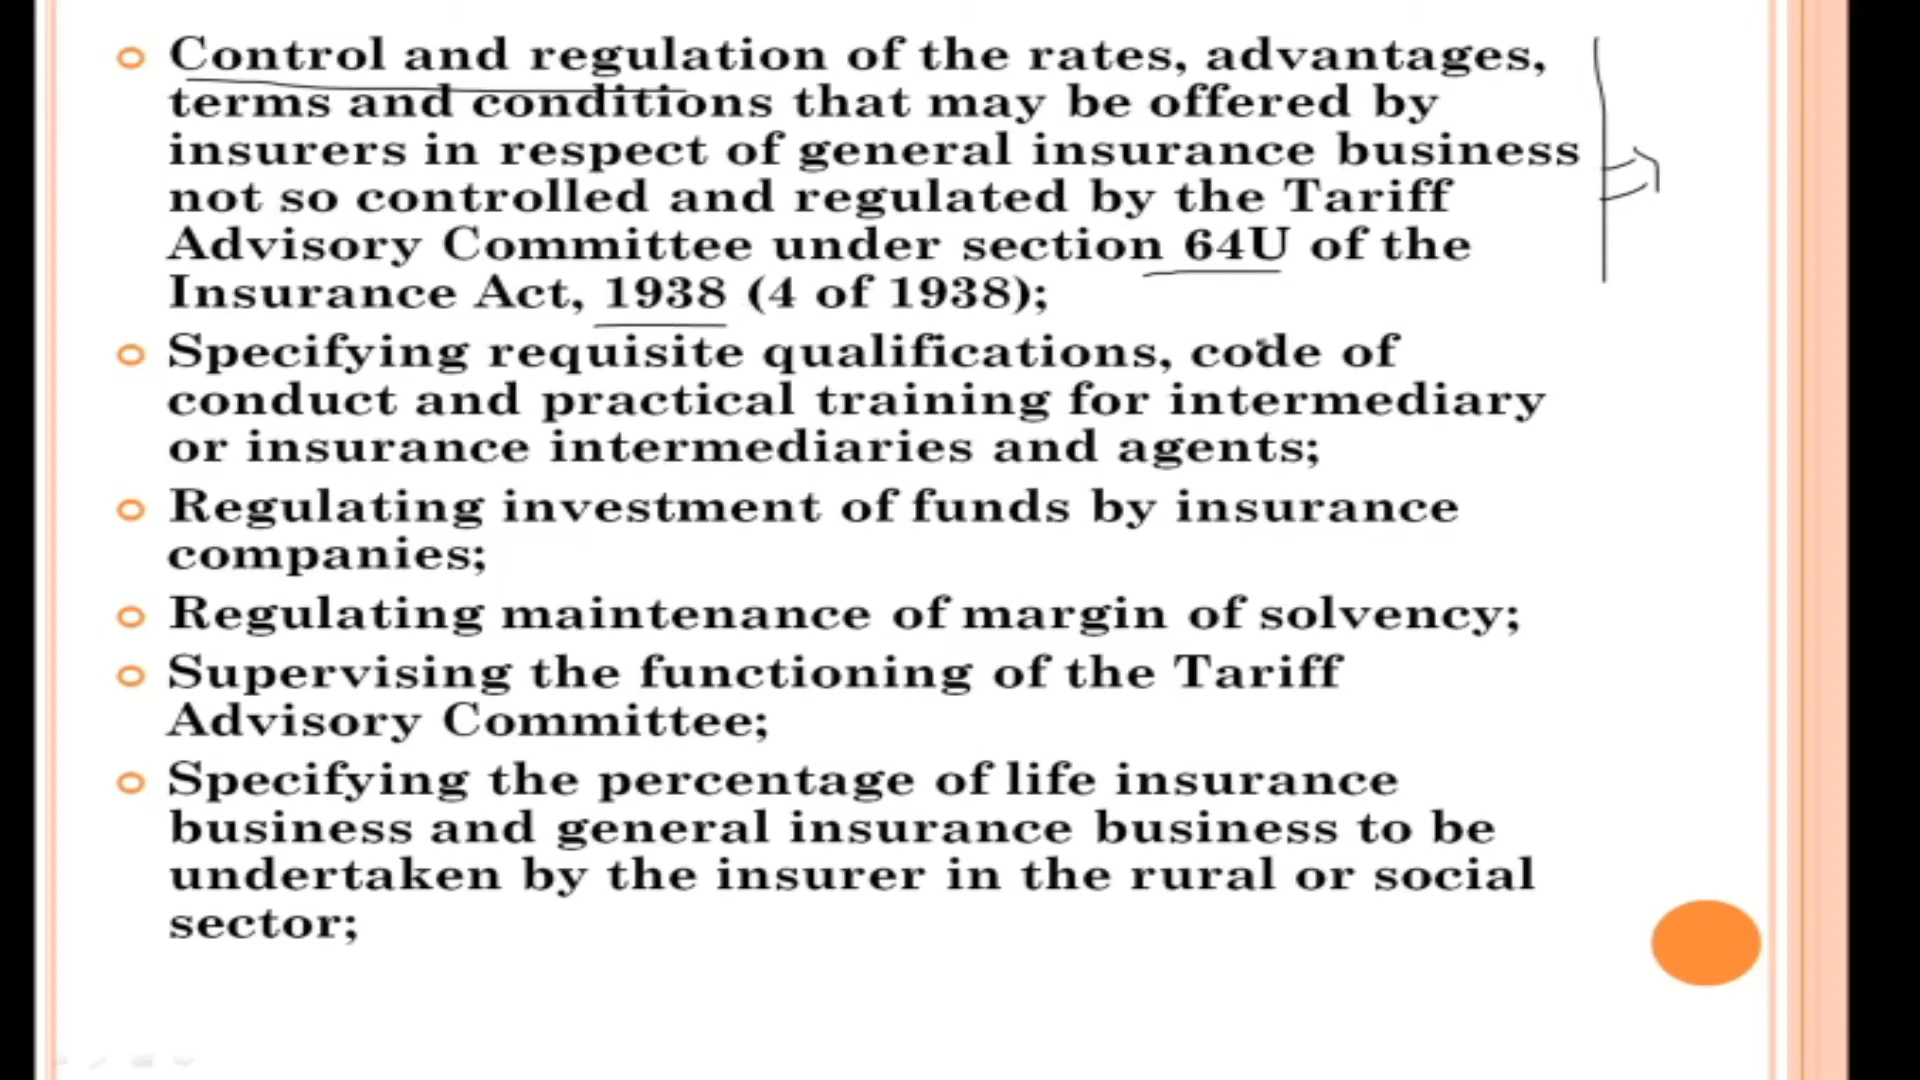 Control and regulation of the rates, advantages,
terms and conditions that may be offered by
insurers in respect of general insurance business
not so controlled and regulated by the Tariff
Advisory Committee under section 64U of the
Insurance Act, 1938 (4 of 1938);
Specifying requisite qualifications, code of
conduct and practical training for intermediary
or insurance intermediaries and agents;
Regulating investment of funds by insurance
companies;
Regulating maintenance of margin of solvency;
Supervising the functioning of the Tariff
Advisory Committee;
Specifying the percentage of life insurance
business and general insurance business to be
undertaken by the insurer in the rural or social
sector;